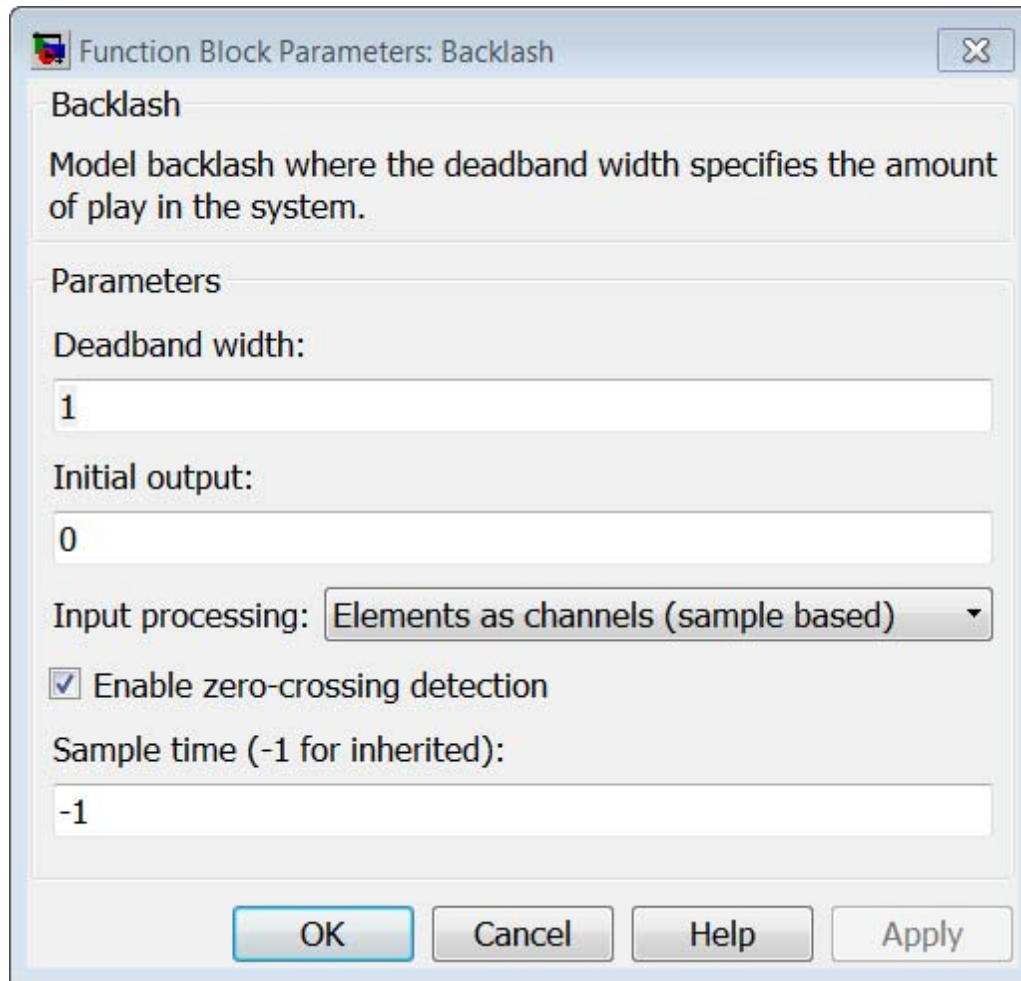 Function Block Parameters: Backlash
Backlash
Model backlash where the deadband width specifies the amount
of play in the system.
Parameters
Deadband width:
1
Initial output:
0
Input processing: Elements as channels (sample based)
Enable zero-crossing detection
Sample time (-1 for inherited):
-1
OK Cancel Help Apply